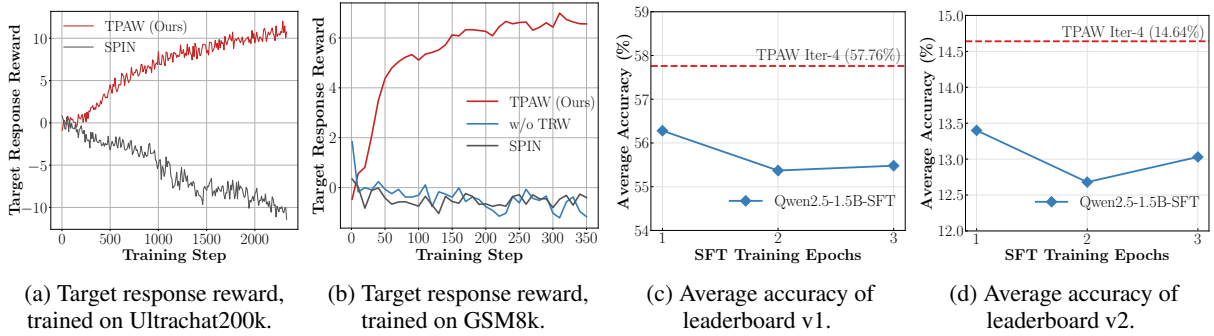 TPAW (Ours)
SPIN
10
5
0
−5
−10
Target Response Reward
0
500
1000
1500
2000
Training Step
(a) Target response reward,
trained on Ultrachat200k.
6
4
2
0
Target Response Reward
TPAW (Ours)
w/o TRW
SPIN
0
50
100
150
200
250
300
350
Training Step
(b) Target response reward,
trained on GSM8k.
59
58
57
56
55
54
Average Accuracy (%)
TPAW Iter-4 (57.76%)
Qwen2.5-1.5B-SFT
1
2
3
SFT Training Epochs
(c) Average accuracy of
leaderboard v1.
15.0
14.5
14.0
13.5
13.0
12.5
12.0
Average Accuracy (%)
TPAW Iter-4 (14.64%)
Qwen2.5-1.5B-SFT
1
2
3
SFT Training Epochs
(d) Average accuracy of
leaderboard v2.